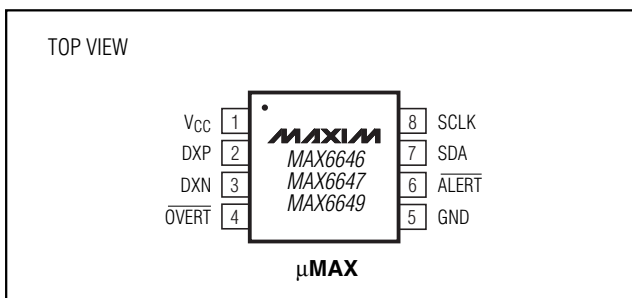 TOP VIEW
VCC 1
DXP 2
DXN 3
OVERT 4
MAXIM
MAX6646
MAX6647
MAX6649
8 SCLK
7 SDA
6 ALERT
5 GND
µMAX